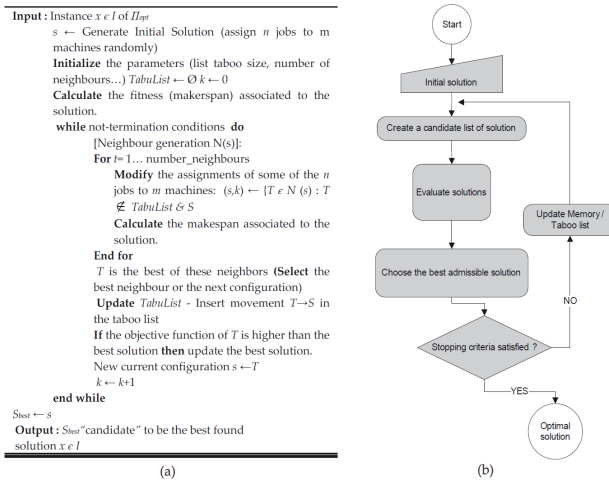 Input : Instance x ϵ I of Πopt
s ← Generate Initial Solution (assign n jobs to m
machines randomly)
Initialize the parameters (list taboo size, number of
neighbours…) TabuList ← Ø k ← 0
Calculate the fitness (makerspan) associated to the
solution.
while not-termination conditions do
[Neighbour generation N(s)]:
For t= 1… number_neighbours
Modify the assignments of some of the n
jobs to m machines: (s,k) ← {T ϵ N (s) : T
∉ TabuList & S
Calculate the makespan associated to the
solution.
End for
T is the best of these neighbors (Select the
best neighbour or the next configuration)
Update TabuList - Insert movement T→S in
the taboo list
If the objective function of T is higher than the
best solution then update the best solution.
New current configuration s ←T
k ← k+1
end while
Sbest ← s
Output : Sbest“candidate” to be the best found
solution x ϵ I
(a)
Start
Initial solution
Create a candidate list of solution
Evaluate solutions
Update Memory /
Taboo list
Choose the best admissible solution
NO
Stopping criteria satisfied ?
YES
Optimal
solution
(b)